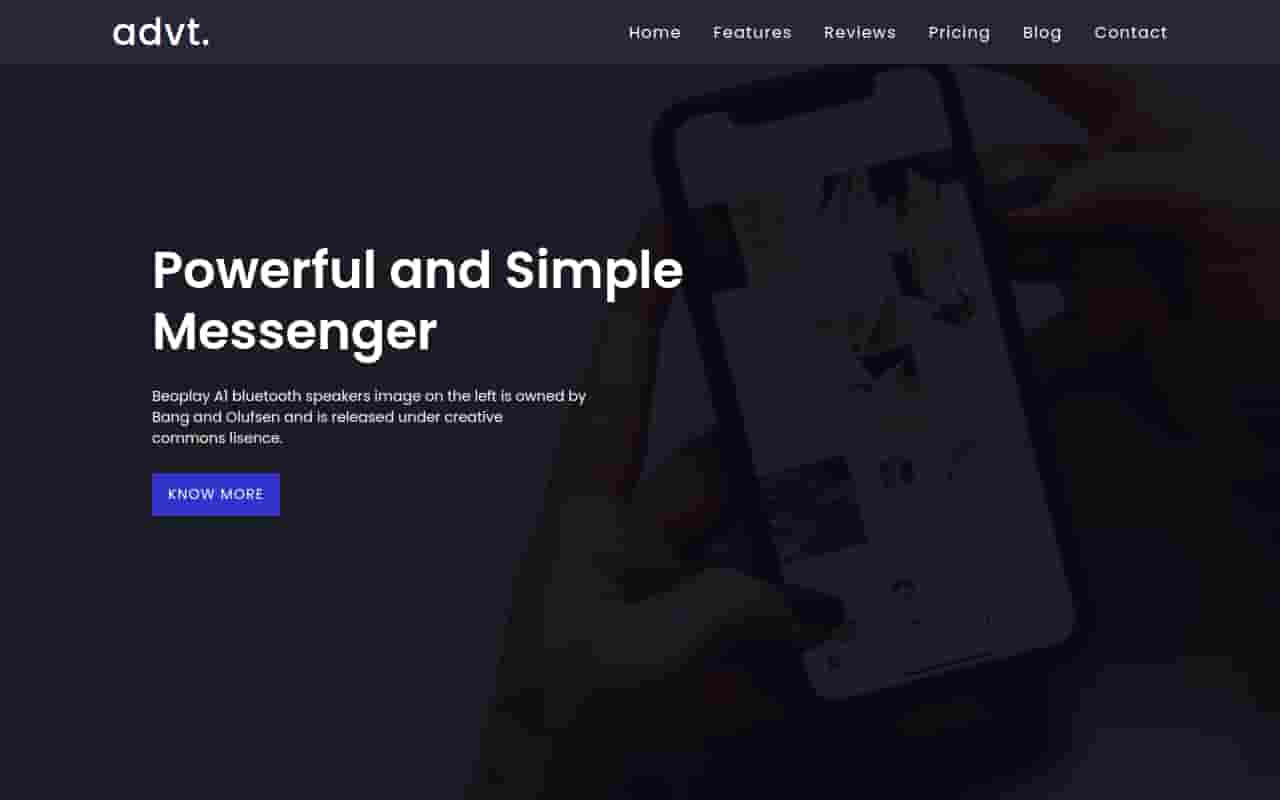 advt.
Home Features Reviews Pricing Blog Contact
Powerful and Simple
Messenger
Beoplay A1 bluetooth speakers image on the left is owned by
Bang and Olufsen and is released under creative
commons lisence.
KNOW MORE